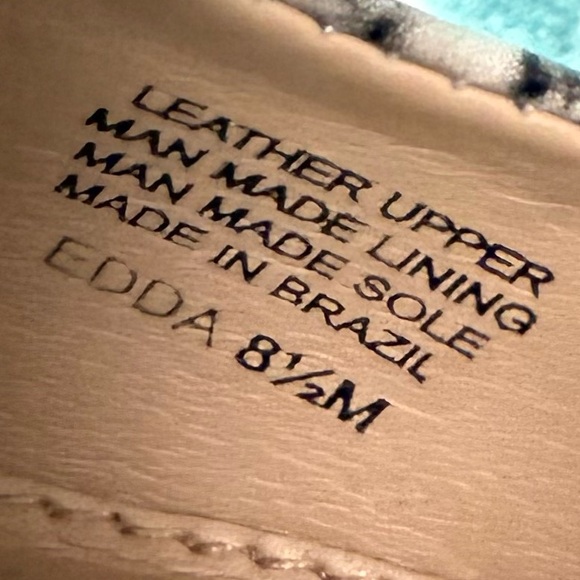 LEATHER UPPER
MAN MADE LINING
MAN MADE SOLE
MADE IN BRAZIL
EDDA 8½M